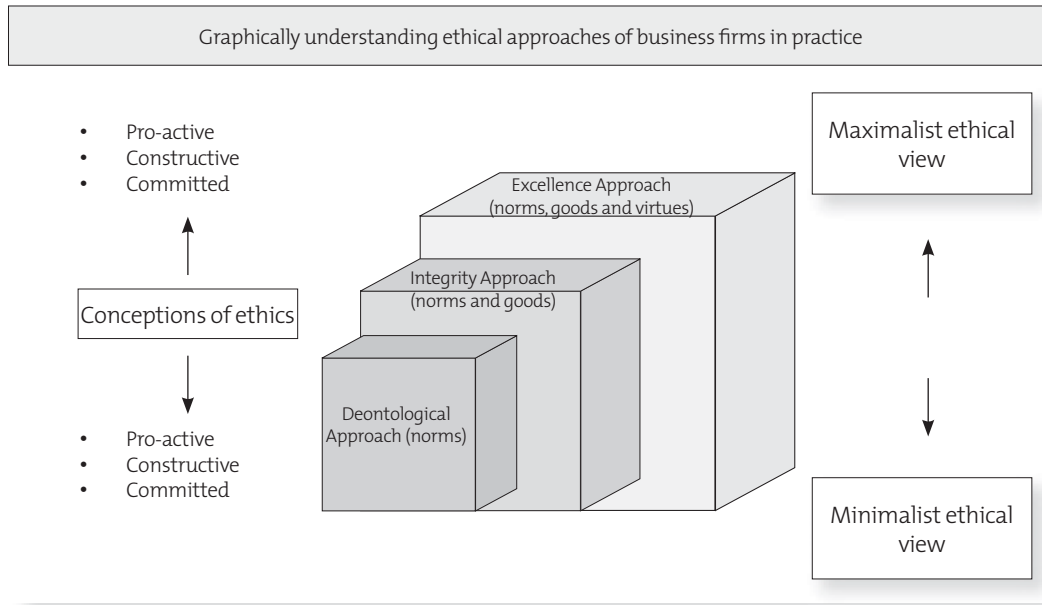 Graphically understanding ethical approaches of business firms in practice
• Pro-active
• Constructive
• Committed
Maximalist ethical
view
Excellence Approach
(norms, goods and virtues)
Integrity Approach
(norms and goods)
Conceptions of ethics
Deontological
Approach (norms)
• Pro-active
• Constructive
• Committed
Minimalist ethical
view